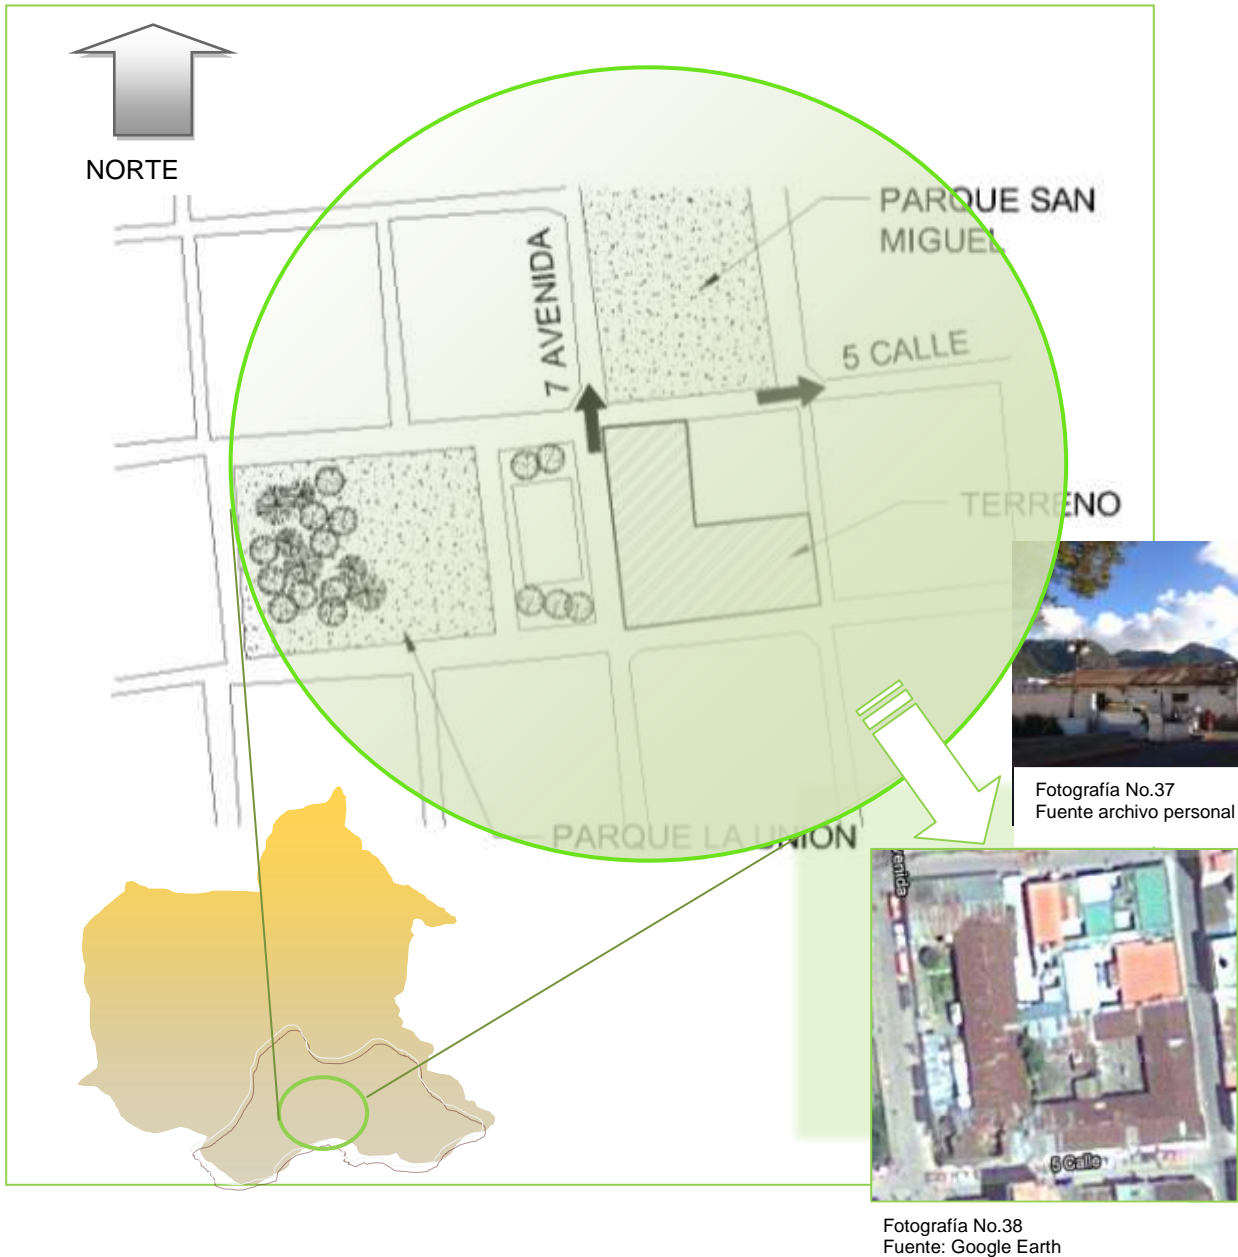 NORTE
PARQUE SAN
MIGUEL
7 AVENIDA
5 CALLE
TERRENO
Fotografía No.37
Fuente archivo personal
PARQUE LA UNION
venida
5 Calle
Fotografía No.38
Fuente: Google Earth